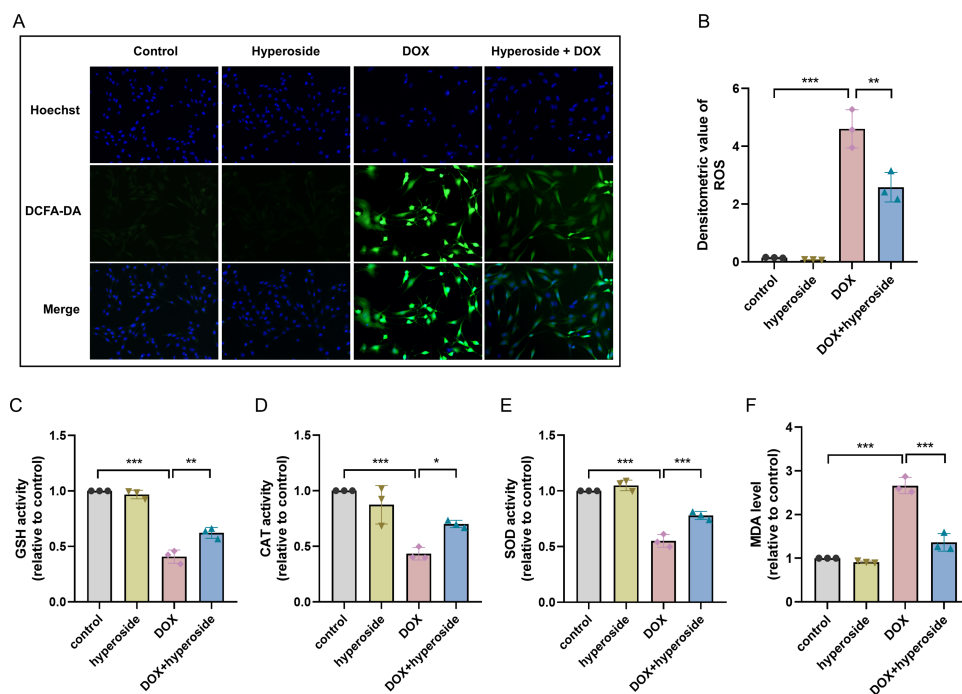 A
Control
Hyperoside
DOX
Hyperoside + DOX
Hoechst
DCFA-DA
Merge
B
Densitometric value of
ROS
6
4
2
0
***
**
control
hyperoside
DOX
DOX+hyperoside
C
GSH activity
(relative to control)
1.5
1.0
0.5
0.0
***
**
control
hyperoside
DOX
DOX+hyperoside
D
CAT activity
(relative to control)
1.5
1.0
0.5
0.0
***
*
control
hyperoside
DOX
DOX+hyperoside
E
SOD activity
(relative to control)
1.5
1.0
0.5
0.0
***
***
control
hyperoside
DOX
DOX+hyperoside
F
MDA level
(relative to control)
4
3
2
1
0
***
***
control
hyperoside
DOX
DOX+hyperoside